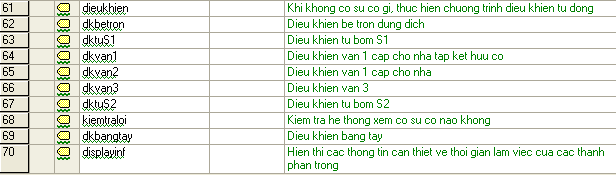 61 dieukhien Khi khong co su co gi, thuc hien chuong trinh dieu khien tu dong
62 dkbetron Dieu khien be tron dung dich
63 dktuS1 Dieu khien tu bom S1
64 dkvan1 Dieu khien van 1 cap cho nha tap ket huu co
65 dkvan2 Dieu khien van 1 cap cho nha
66 dkvan3 Dieu khien van 3
67 dktuS2 Dieu khien tu bom S2
68 kiemtraloi Kiem tra he thong xem co su co nao khong
69 dkbangtay Dieu khien bang tay
70 displayinf Hien thi cac thong tin can thiet ve thoi gian lam viec cua cac thanh
phan trong